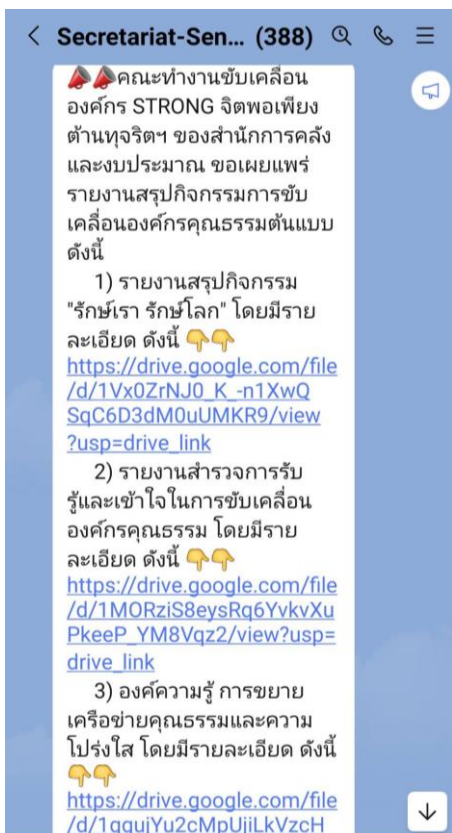 Secretariat-Sen... (388)
📣📣คณะทำงานขับเคลื่อน
องค์กร STRONG จิตพอเพียง
ต้านทุจริตฯ ของสำนักการคลัง
และงบประมาณ ขอเผยแพร่
รายงานสรุปกิจกรรมการขับ
เคลื่อนองค์กรคุณธรรมต้นแบบ
ดังนี้
1) รายงานสรุปกิจกรรม
"รักษ์เรา รักษ์โลก" โดยมีราย
ละเอียด ดังนี้ 👇👇
https://drive.google.com/file
/d/1Vx0ZrNJ0_K_-n1XwQ
SqC6D3dM0uUMKR9/view
?usp=drive_link
2) รายงานสำรวจการรับ
รู้และเข้าใจในการขับเคลื่อน
องค์กรคุณธรรม โดยมีราย
ละเอียด ดังนี้ 👇👇
https://drive.google.com/file
/d/1MORziS8eysRq6YvkvXu
PkeeP_YM8Vqz2/view?usp=
drive_link
3) องค์ความรู้ การขยาย
เครือข่ายคุณธรรมและความ
โปร่งใส โดยมีรายละเอียด ดังนี้
👇👇
https://drive.google.com/file
/d/1gqujYu2cMpUjiLkVzcH